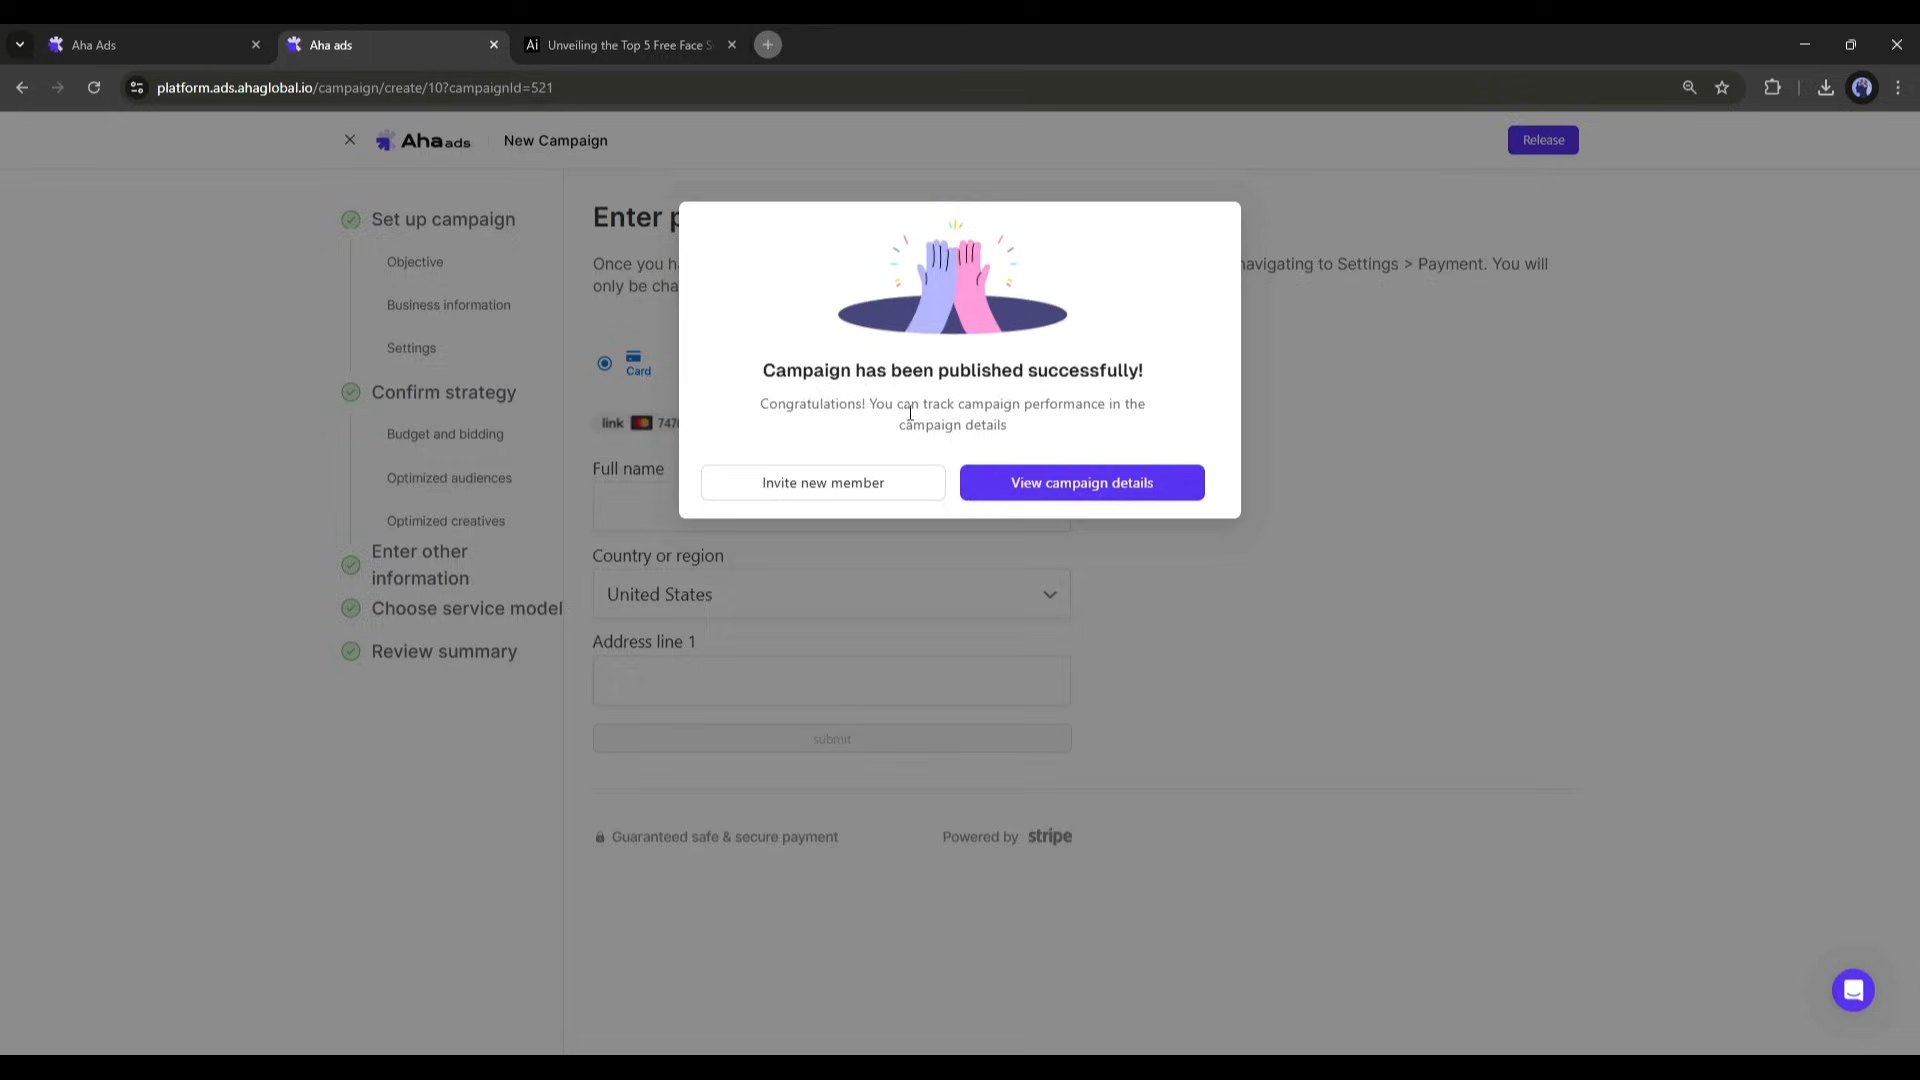 Aha Ads
Aha ads
Ai Unveiling the Top 5 Free Face S
platform.ads.ahaglobal.io/campaign/create/10?campaignId=521
Aha ads
New Campaign
Release
Set up campaign
Objective
Business information
Settings
Confirm strategy
Budget and bidding
Optimized audiences
Optimized creatives
Enter other
information
Choose service model
Review summary
Enter p
Once you h
navigating to Settings > Payment. You will
only be cha
Card
link 747
Campaign has been published successfully!
Congratulations! You can track campaign performance in the
campaign details
Invite new member
View campaign details
Full name
Country or region
United States
Address line 1
submit
Guaranteed safe & secure payment
Powered by stripe